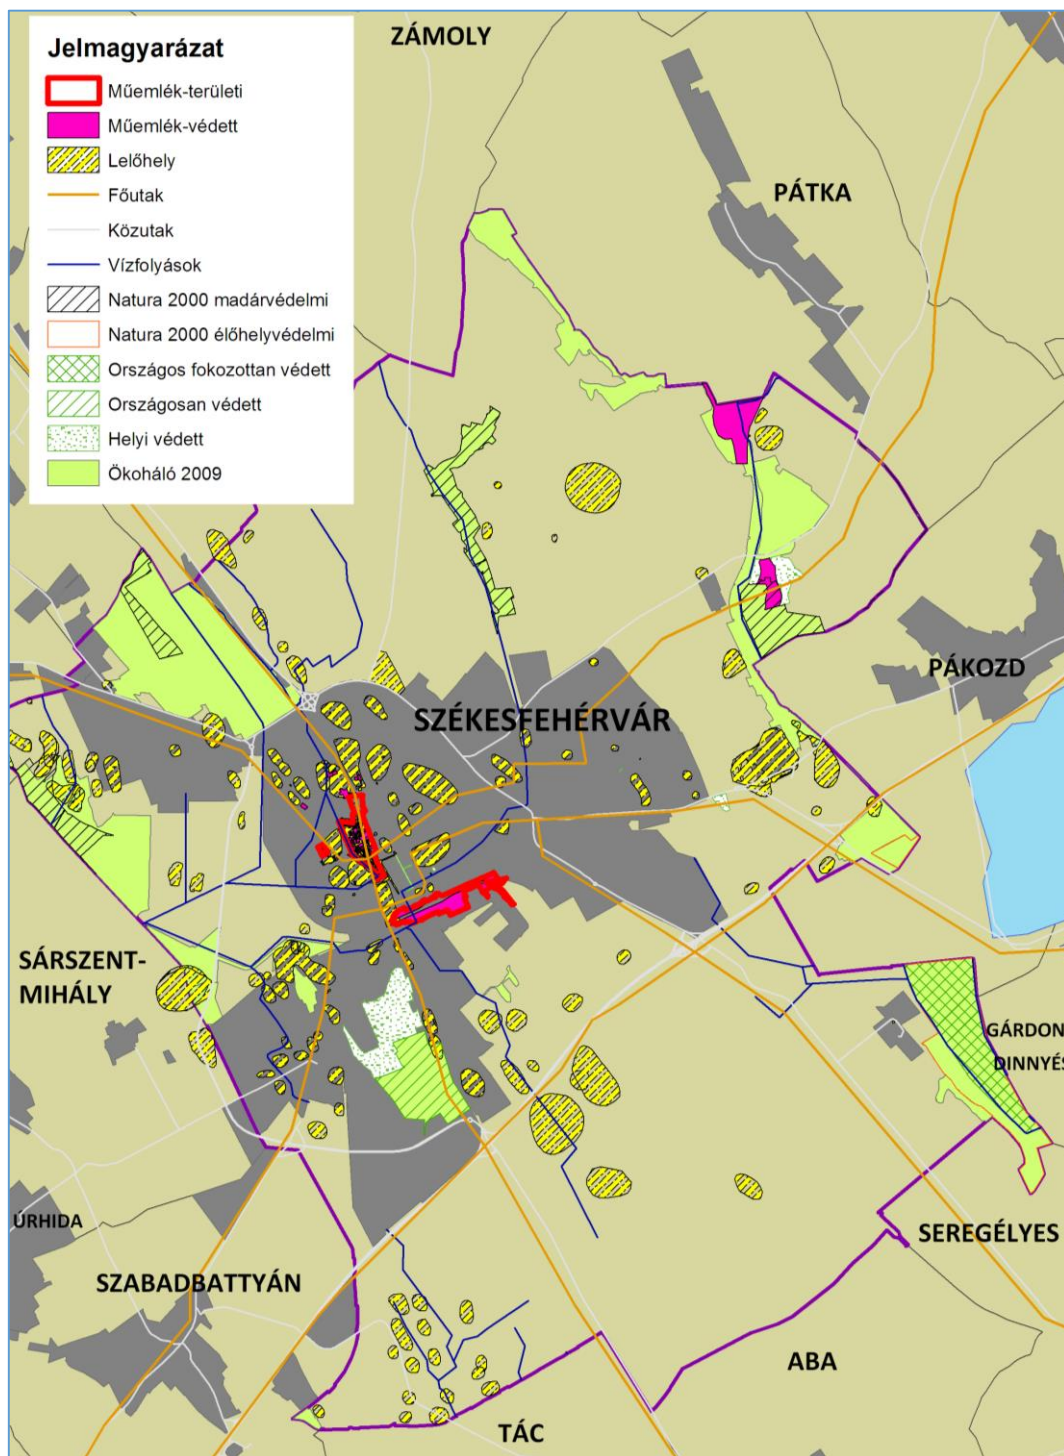 ZÁMOLY
Jelmagyarázat
Műemlék-területi
Műemlék-védett
Lelőhely
Főutak
Közutak
Vízfolyások
Natura 2000 madárvédelmi
Natura 2000 élőhelyvédelmi
Országos fokozottan védett
Országosan védett
Helyi védett
Ökoháló 2009
PÁTKA
PÁKOZD
SZÉKESFEHÉRVÁR
SÁRSZENT-
MIHÁLY
GÁRDON
DINNYÉS
ÚRHIDA
SEREGÉLYES
SZABADBATTYÁN
ABA
TÁC